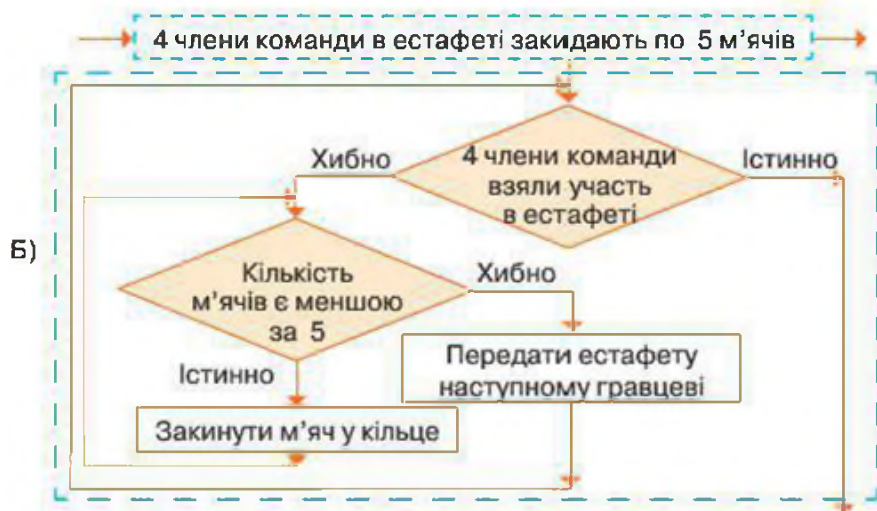 4 члени команди в естафеті закидають по 5 м’ячів
Хибно
4 члени команди
взяли участь
в естафеті
Істинно
Б)
Кількість
м’ячів є меншою
за 5
Хибно
Передати естафету
наступному гравцеві
Істинно
Закинути м’яч у кільце